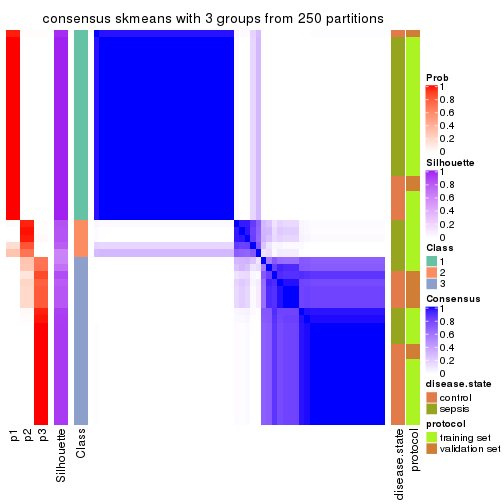 consensus skmeans with 3 groups from 250 partitions
Prob
1
0.8
0.6
0.4
0.2
0
Silhouette
1
0.8
0.6
0.4
0.2
0
Class
1
2
3
Consensus
1
0.8
0.6
0.4
0.2
0
disease.state
control
sepsis
protocol
training set
validation set
p1
p2
p3
Silhouette
Class
disease.state
protocol